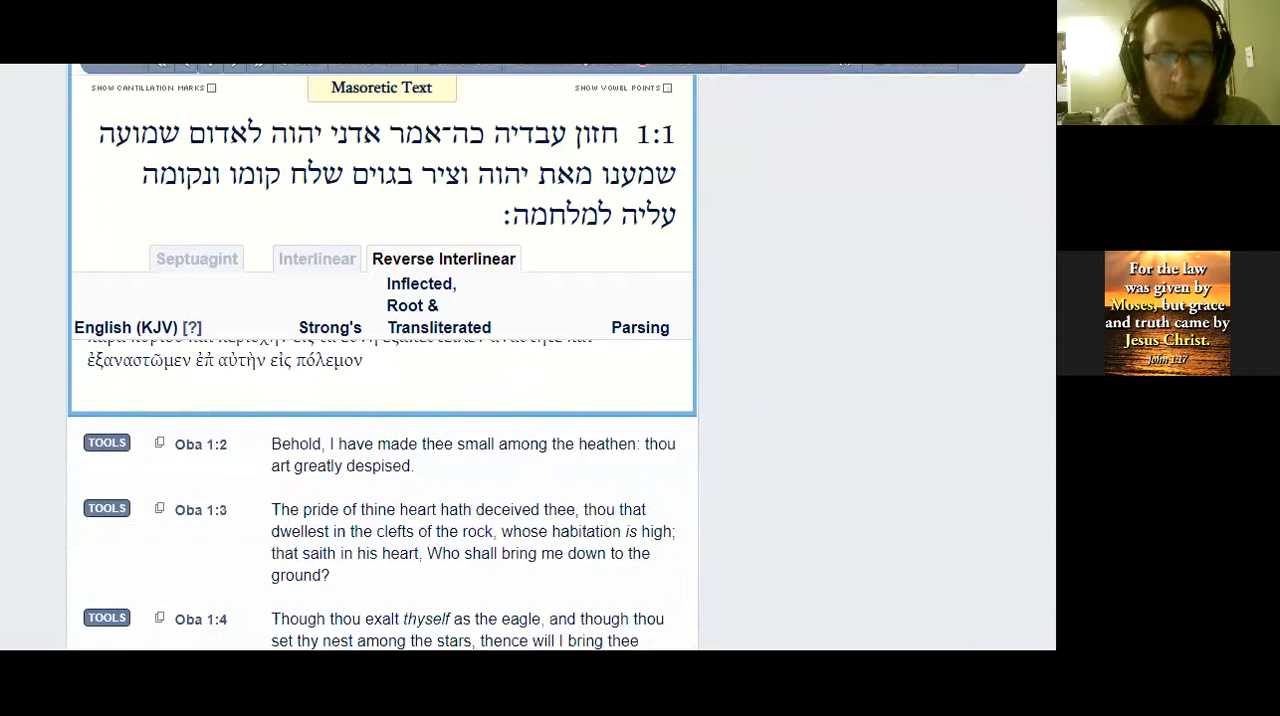 SHOW CANTILLATION MARKS
Masoretic Text
SHOW VOWEL POINTS
1:1 חזון עבדיה כה־אמר אדני יהוה לאדום שמועה
שמענו מאת יהוה וציר בגוים שלח קומו ונקומה
עליה למלחמה:
Septuagint
Interlinear
Reverse Interlinear
English (KJV) [?]
Strong's
Inflected,
Root &
Transliterated
Parsing
ἐξαναστῶμεν ἐπ̓ αὐτὴν εἰς πόλεμον
TOOLS Oba 1:2 Behold, I have made thee small among the heathen: thou
art greatly despised.
TOOLS Oba 1:3 The pride of thine heart hath deceived thee, thou that
dwellest in the clefts of the rock, whose habitation is high;
that saith in his heart, Who shall bring me down to the
ground?
TOOLS Oba 1:4 Though thou exalt thyself as the eagle, and though thou
set thy nest among the stars, thence will I bring thee
For the law
was given by
Moses, but grace
and truth came by
Jesus Christ.
John 1:17